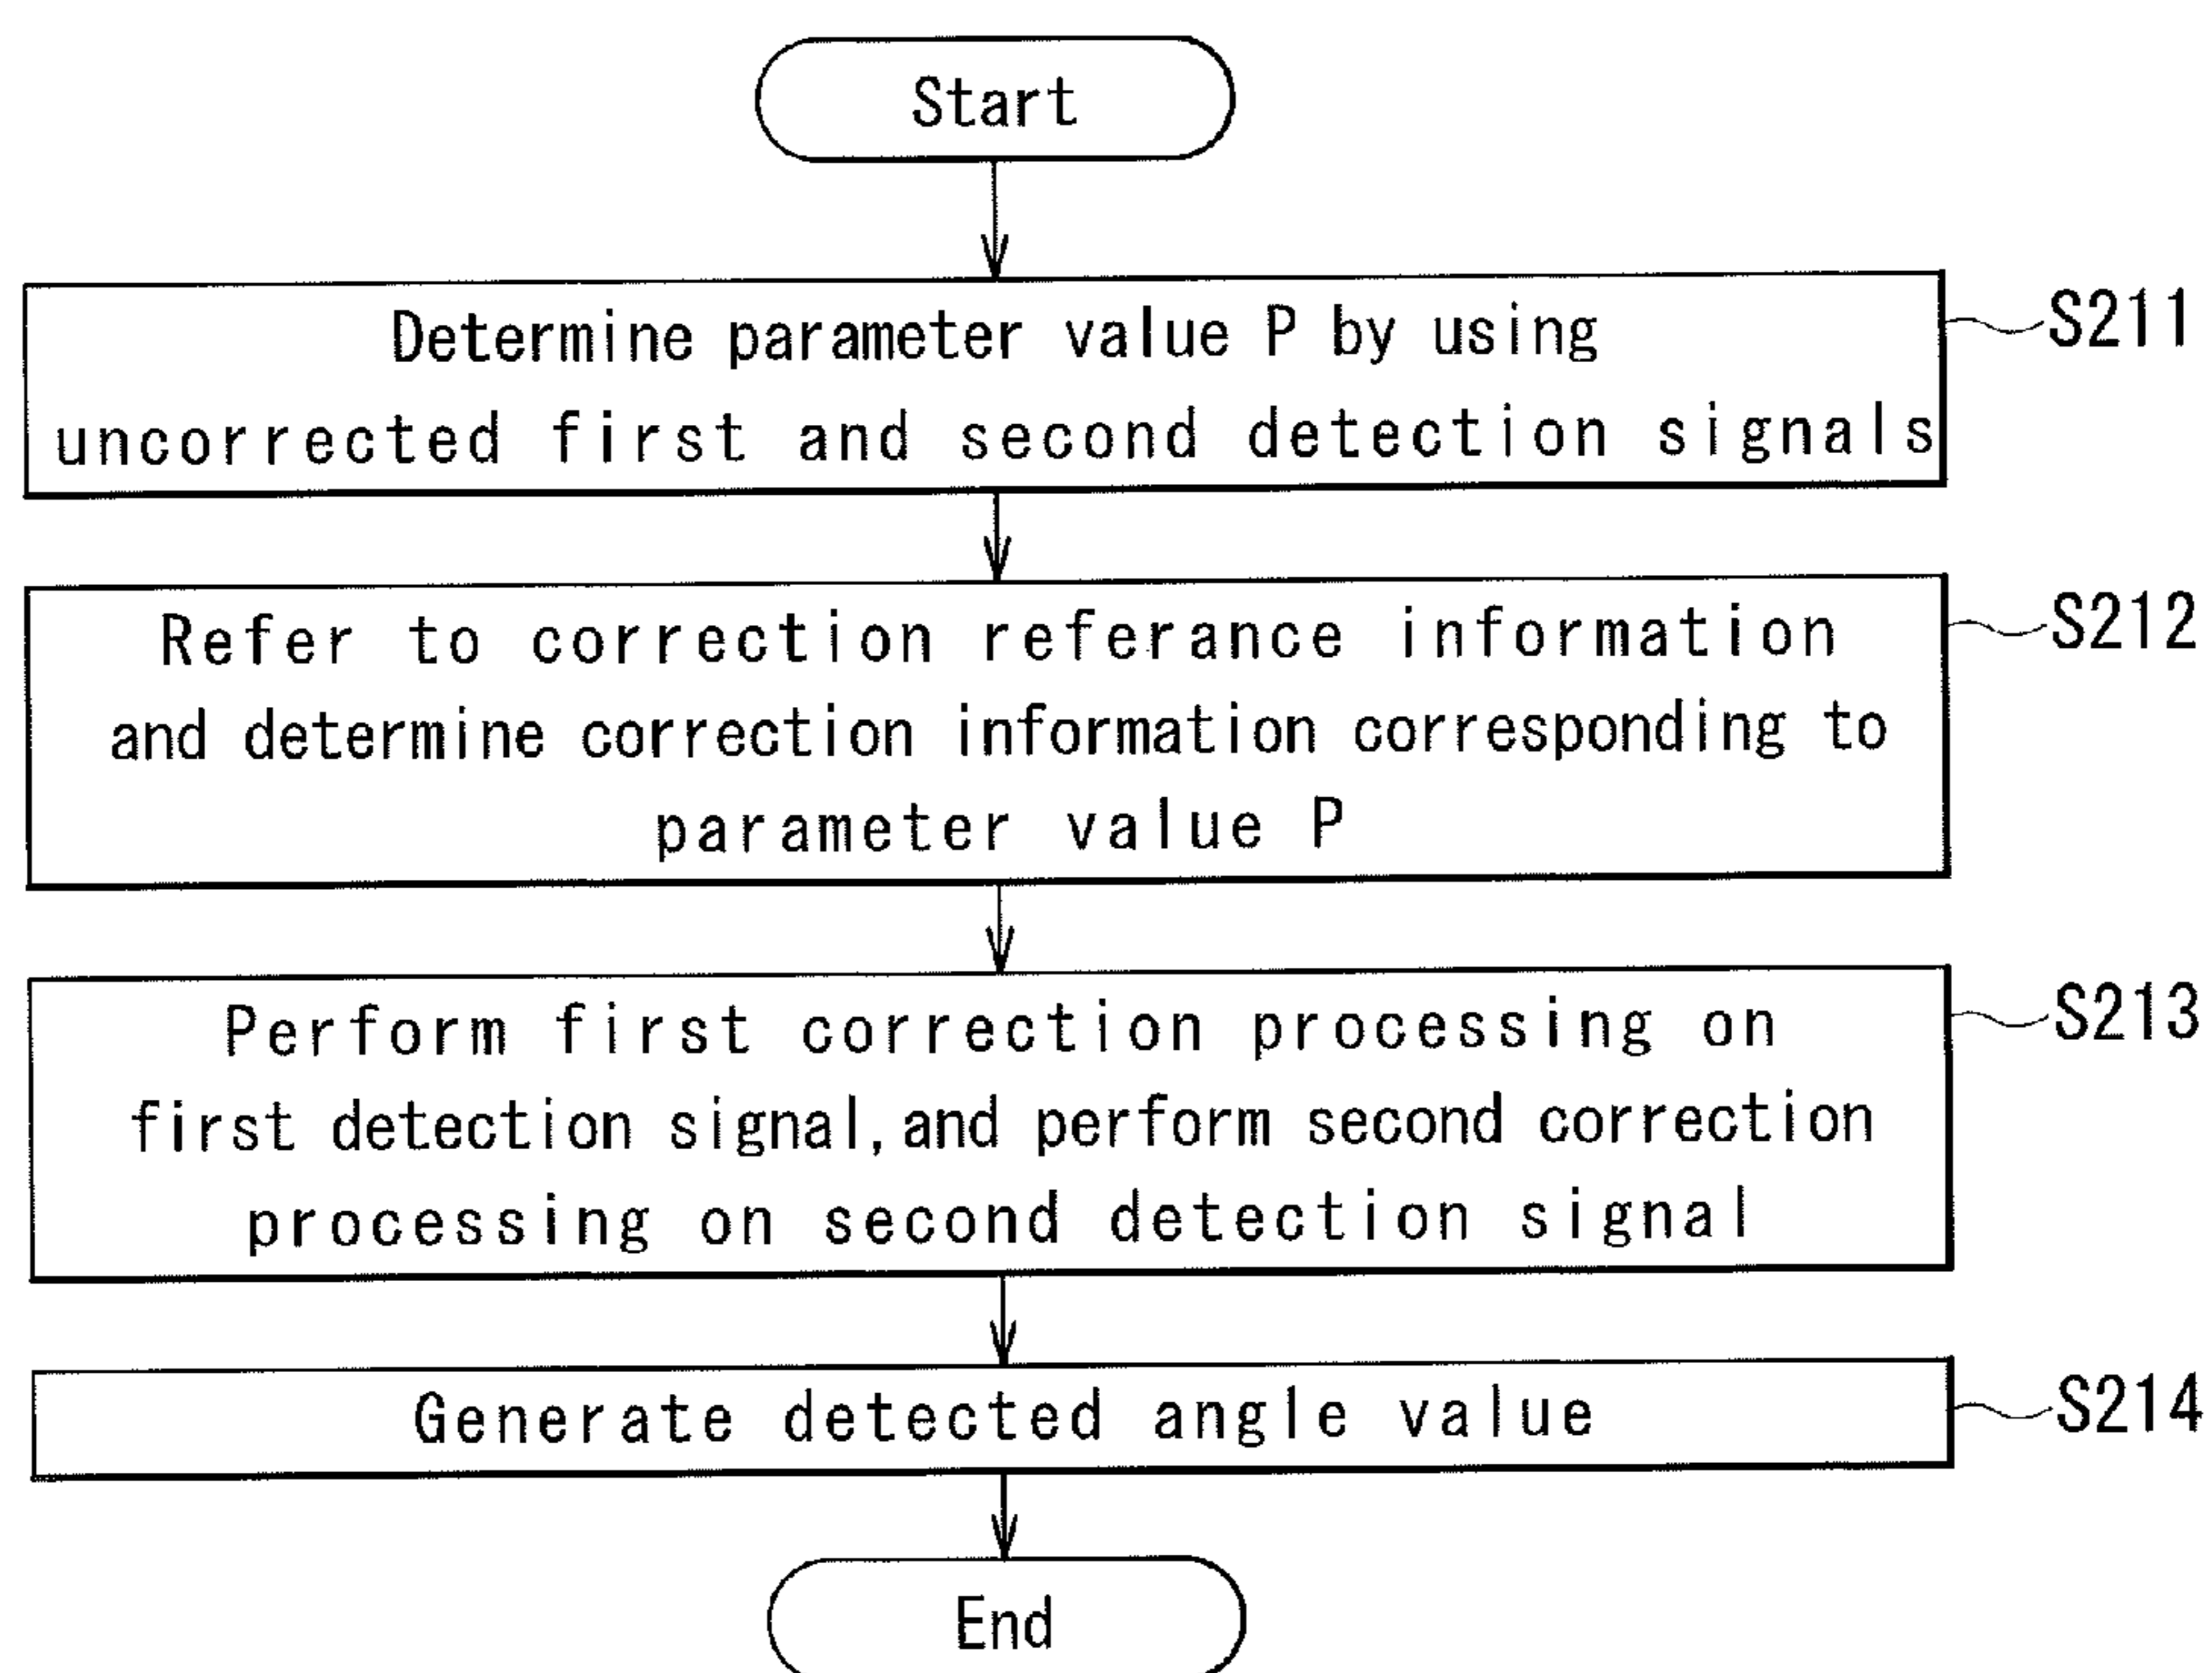 Start
Determine parameter value P by using
uncorrected first and second detection signals
S211
Refer to correction referance information
and determine correction information corresponding to
parameter value P
S212
Perform first correction processing on
first detection signal, and perform second correction
processing on second detection signal
S213
Generate detected angle value
S214
End